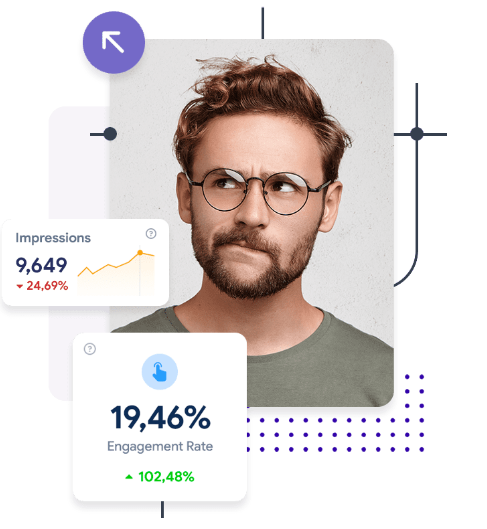 Impressions
9,649
24,69%
19,46%
Engagement Rate
102,48%